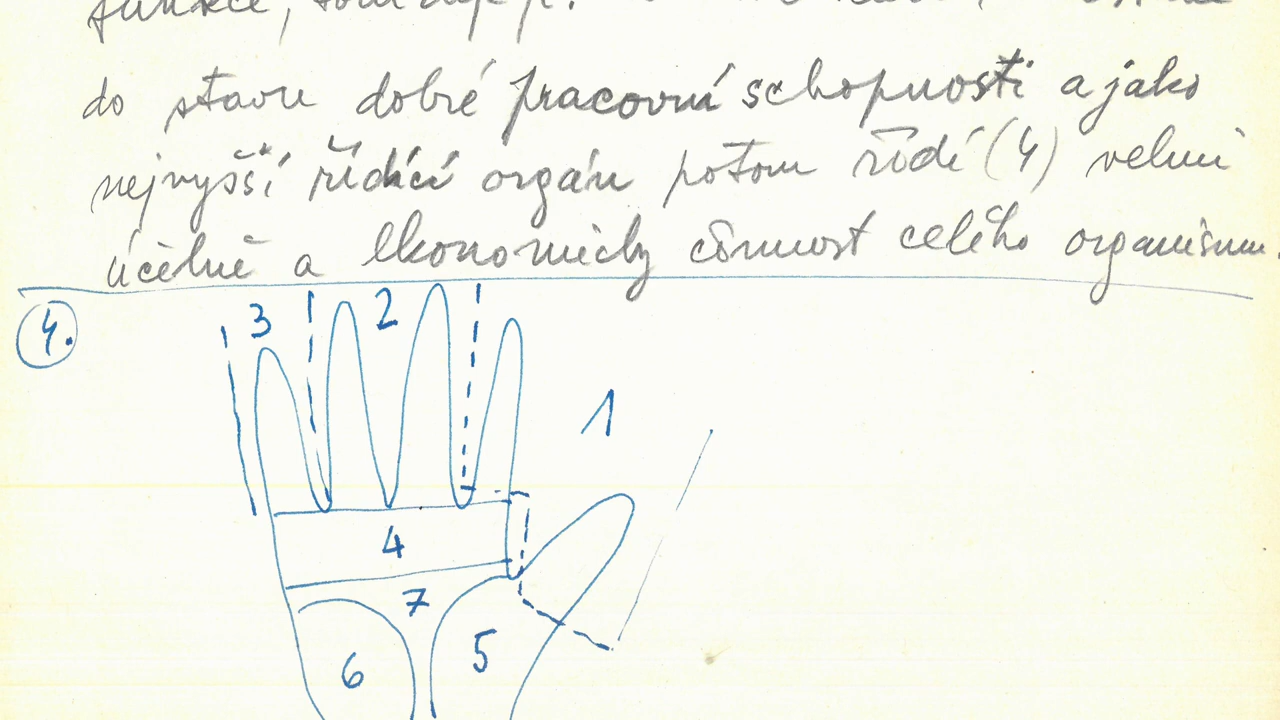 do stavu dobré pracovní schopnosti a jako
nejvyšší řídící orgán potom řídí (4) velmi
účelně a ekonomicky činnost celého organismu.
4.
3 2
1
4
7
5
6